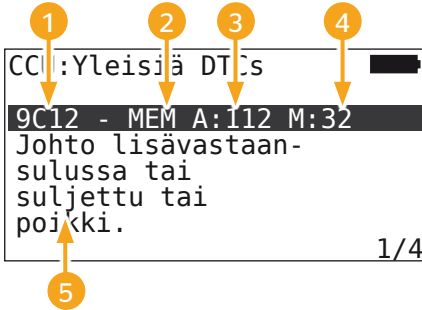 1 2 3 4
CCU:Yleisiä DTCs
9C12 - MEM A:112 M:32
Johto lisävastaan-
sulussa tai
suljettu tai
poikki.
1/4
5